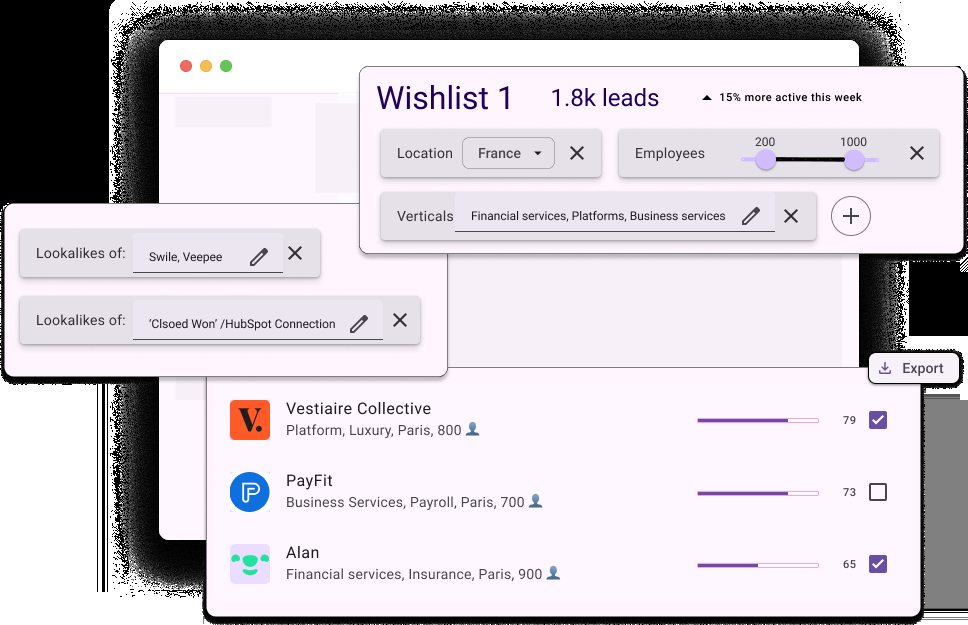 Wishlist 1
1.8k leads
15% more active this week
Location
France
Employees
200
1000
Verticals
Financial services, Platforms, Business services
Lookalikes of:
Swile, Veepee
Lookalikes of:
‘Clsoed Won’ /HubSpot Connection
Export
V.
Vestiaire Collective
Platform, Luxury, Paris, 800
79
PayFit
Business Services, Payroll, Paris, 700
73
Alan
Financial services, Insurance, Paris, 900
65